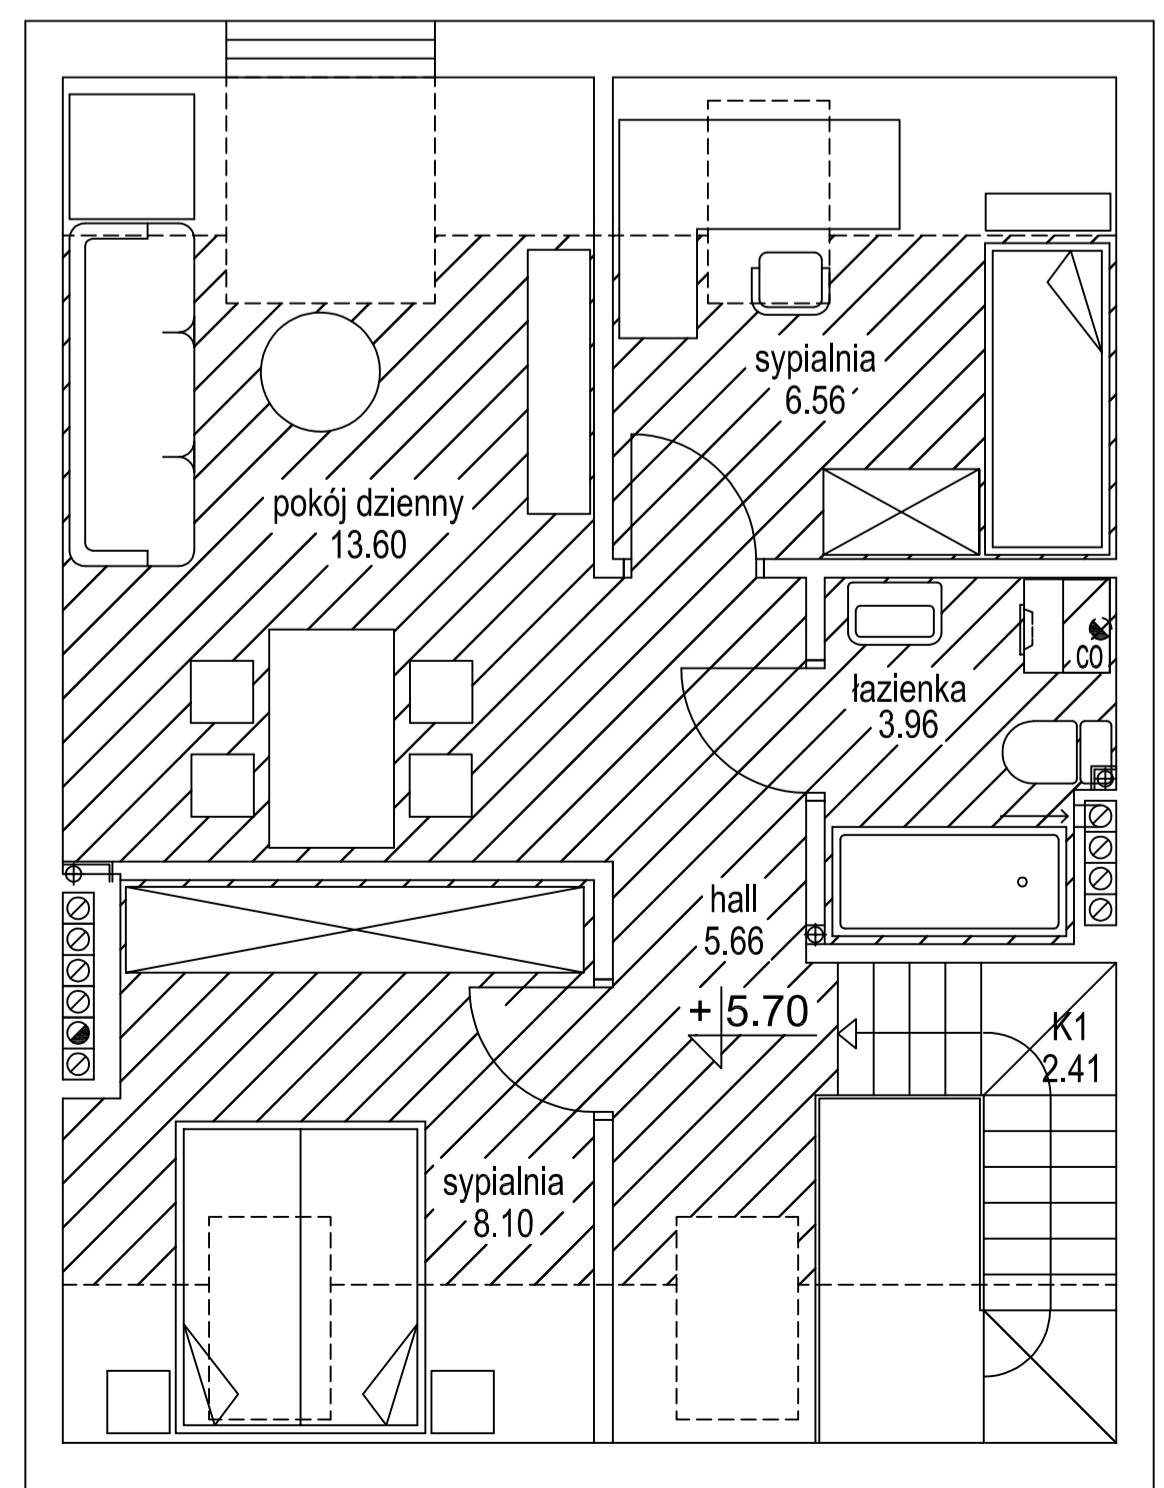 sypialnia
6.56
pokój dzienny
13.60
co
łazienka
3.96
hall
5.66
+ 5.70
K1
2.41
sypialnia
8.10